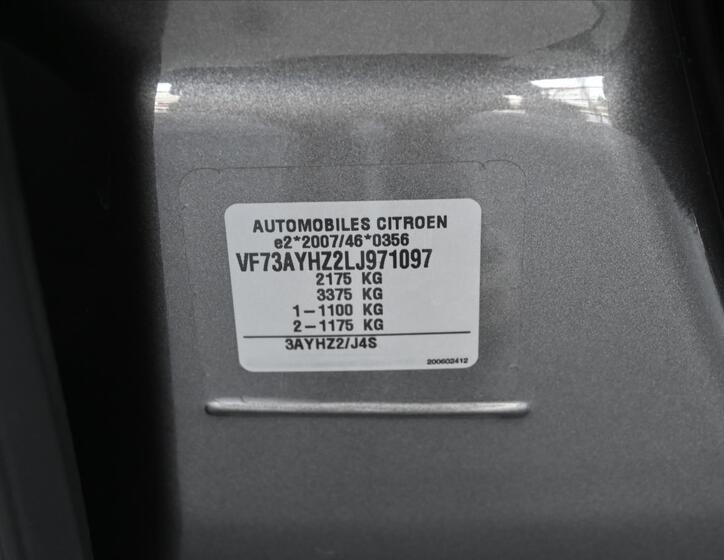 AUTOMOBILES CITROEN
e2*2007/46*0356
VF73AYHZ2LJ971097
2175 KG
3375 KG
1-1100 KG
2-1175 KG
3AYHZ2/J4S
200602412